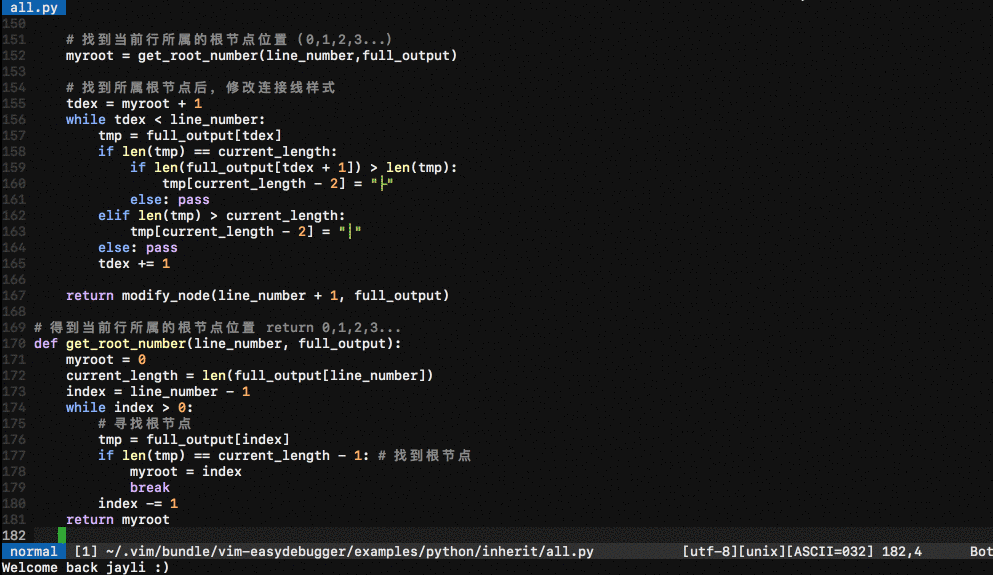 all.py
150
151     # 找到当前行所属的根节点位置 (0,1,2,3...)
152     myroot = get_root_number(line_number,full_output)
153
154     # 找到所属根节点后，修改连接线样式
155     tdex = myroot + 1
156     while tdex < line_number:
157         tmp = full_output[tdex]
158         if len(tmp) == current_length:
159             if len(full_output[tdex + 1]) > len(tmp):
160                 tmp[current_length - 2] = "├"
161             else: pass
162         elif len(tmp) > current_length:
163             tmp[current_length - 2] = "│"
164         else: pass
165         tdex += 1
166
167     return modify_node(line_number + 1, full_output)
168
169 # 得到当前行所属的根节点位置 return 0,1,2,3...
170 def get_root_number(line_number, full_output):
171     myroot = 0
172     current_length = len(full_output[line_number])
173     index = line_number - 1
174     while index > 0:
175         # 寻找根节点
176         tmp = full_output[index]
177         if len(tmp) == current_length - 1: # 找到根节点
178             myroot = index
179             break
180         index -= 1
181     return myroot
182
normal [1] ~/.vim/bundle/vim-easydebugger/examples/python/inherit/all.py [utf-8][unix][ASCII=032] 182,4 Bot
Welcome back jayli :)